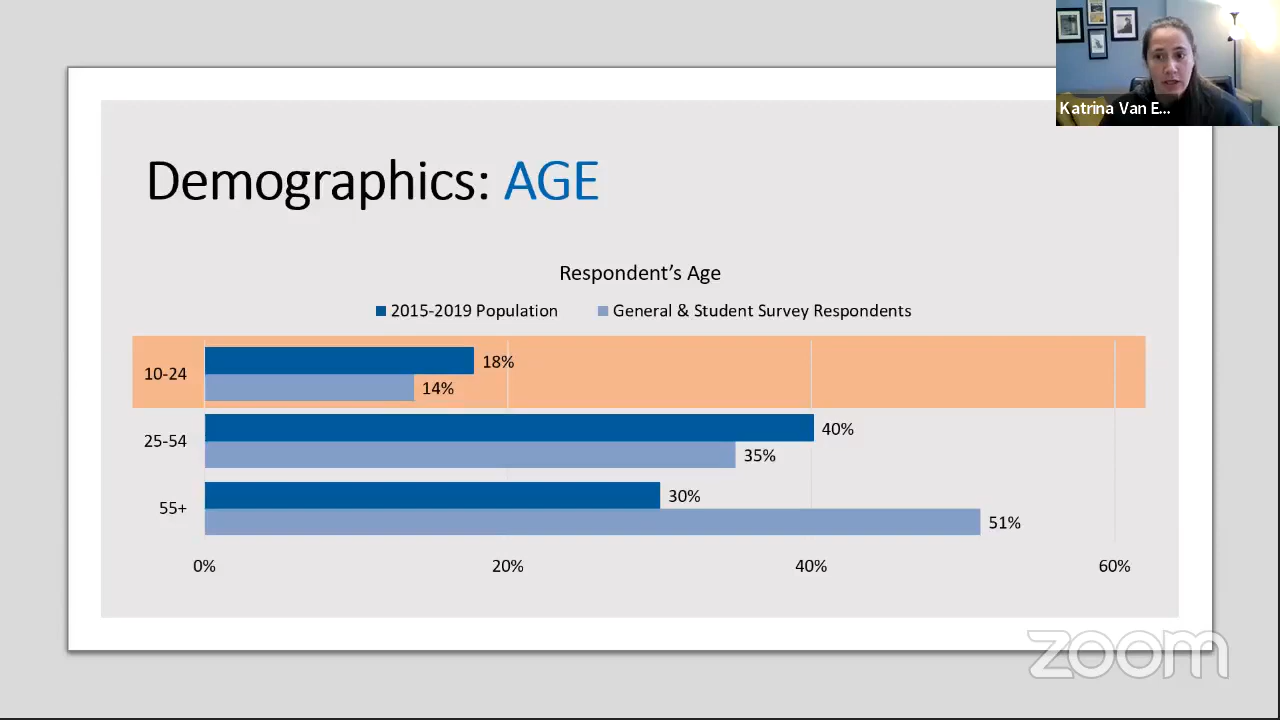 Katrina Van E...
Demographics: AGE
Respondent's Age
2015-2019 Population
General & Student Survey Respondents
10-24
18%
14%
25-54
40%
35%
55+
30%
51%
0%
20%
40%
60%
zoom